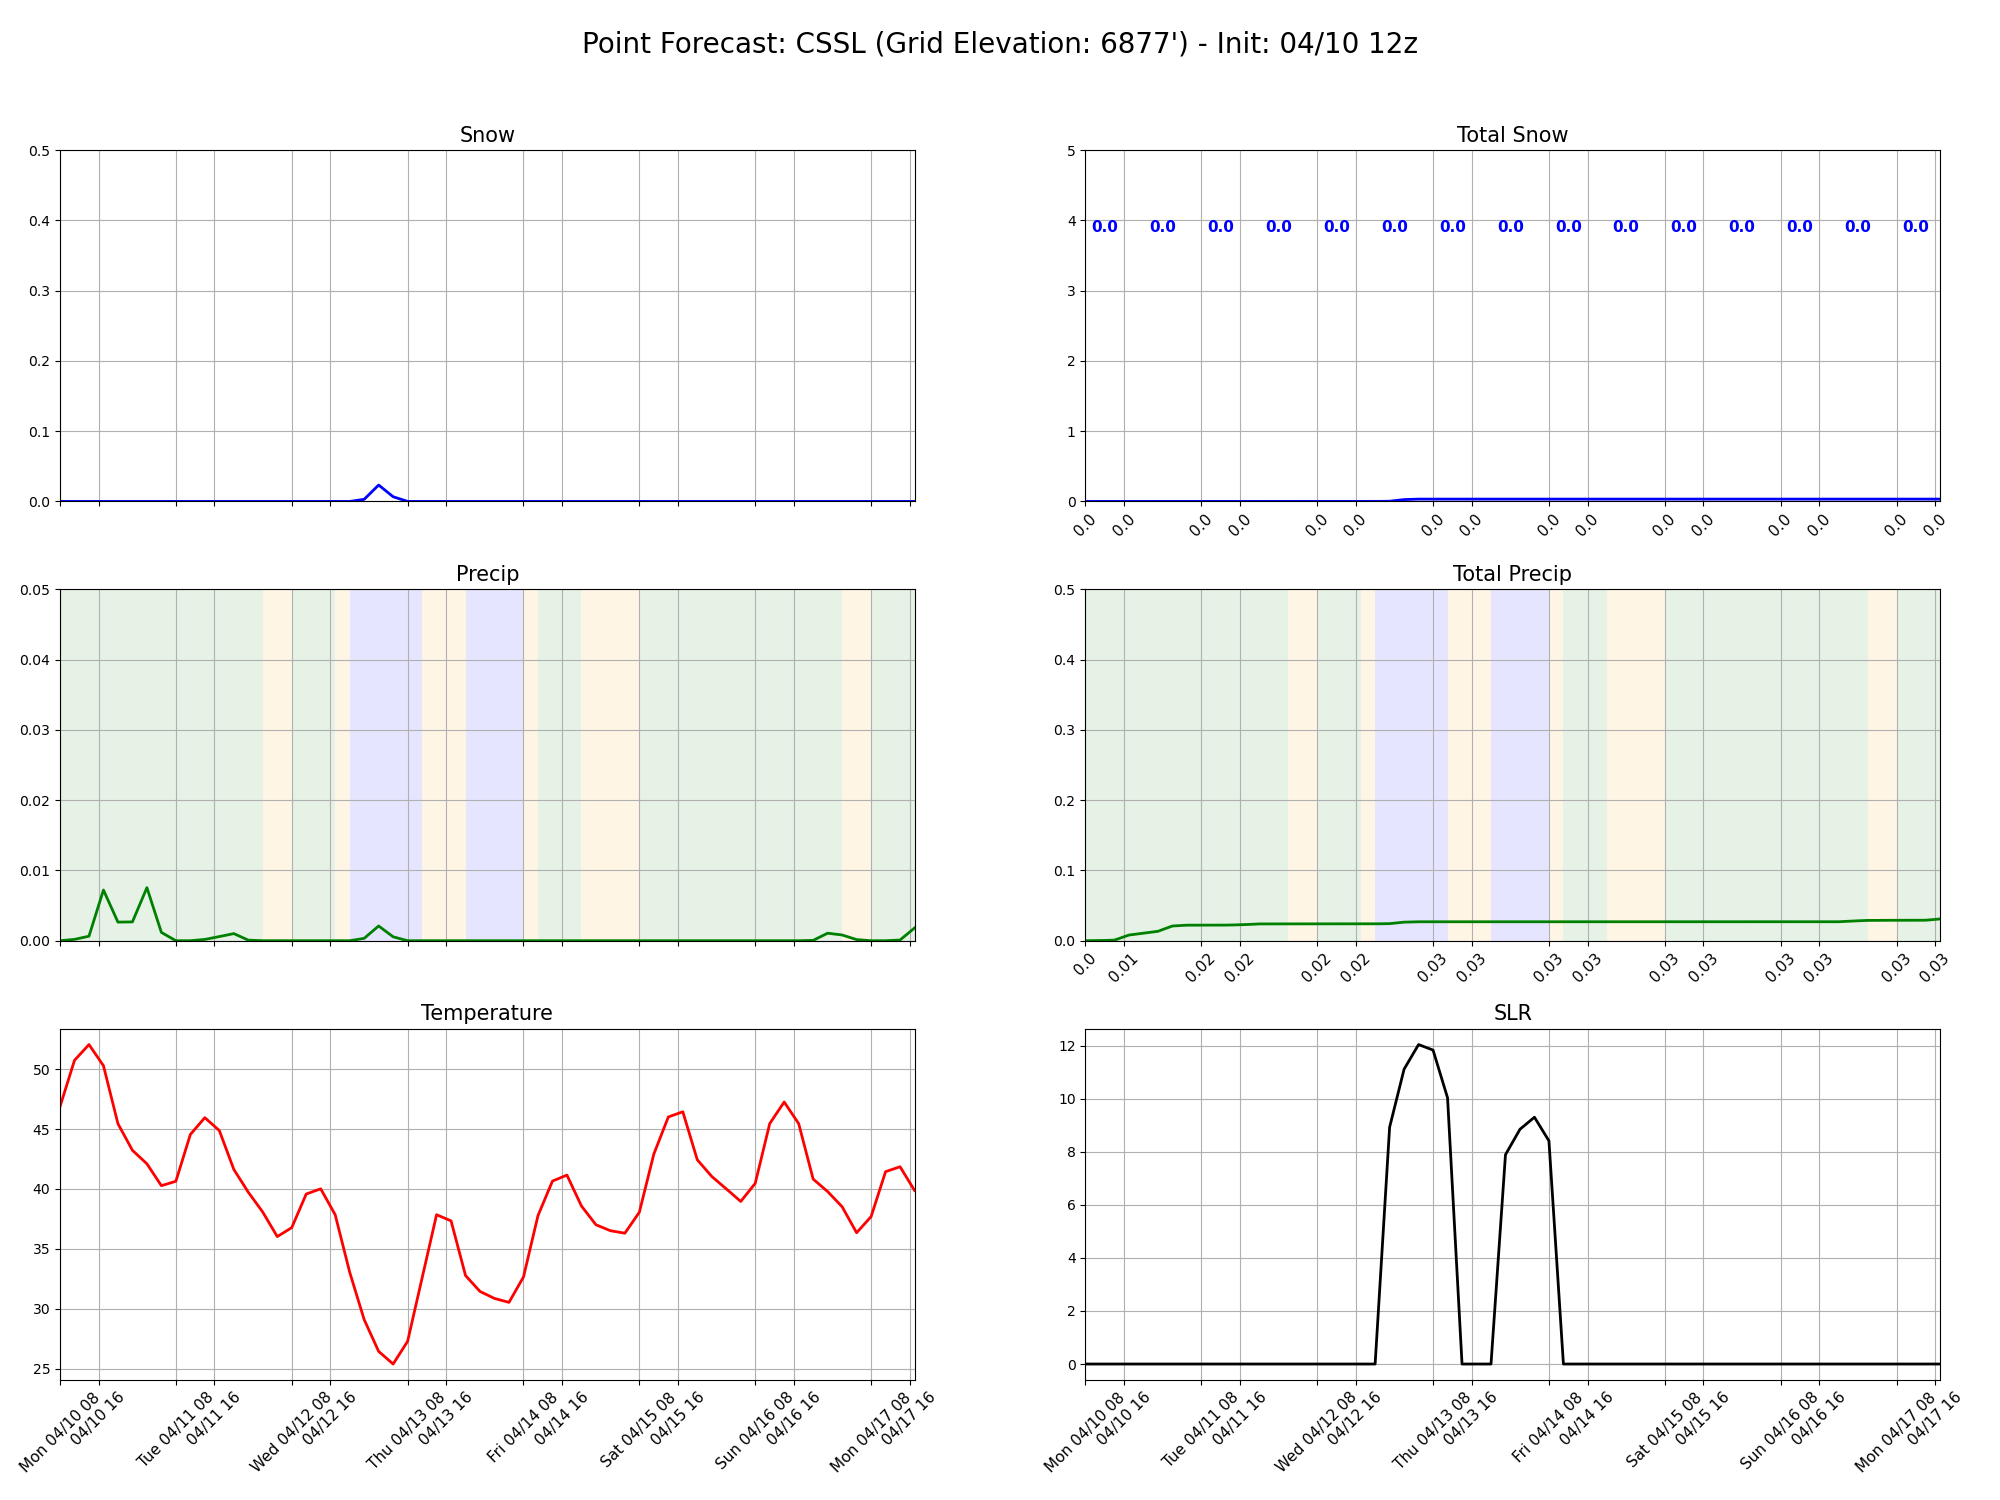 Point Forecast: CSSL (Grid Elevation: 6877') - Init: 04/10 12z
Snow
0.5
0.4
0.3
0.2
0.1
0.0
Total Snow
5
4
3
2
1
0
0.0 0.0 0.0 0.0 0.0 0.0 0.0 0.0 0.0 0.0 0.0 0.0 0.0 0.0 0.0
0.0 0.0 0.0 0.0 0.0 0.0 0.0 0.0 0.0 0.0 0.0 0.0 0.0 0.0 0.0 0.0
Precip
0.05
0.04
0.03
0.02
0.01
0.00
Total Precip
0.5
0.4
0.3
0.2
0.1
0.0
0.0 0.01 0.02 0.02 0.02 0.02 0.03 0.03 0.03 0.03 0.03 0.03 0.03 0.03 0.03 0.03
Temperature
50
45
40
35
30
25
Mon 04/10 08
04/10 16
Tue 04/11 08
04/11 16
Wed 04/12 08
04/12 16
Thu 04/13 08
04/13 16
Fri 04/14 08
04/14 16
Sat 04/15 08
04/15 16
Sun 04/16 08
04/16 16
Mon 04/17 08
04/17 16
SLR
12
10
8
6
4
2
0
Mon 04/10 08
04/10 16
Tue 04/11 08
04/11 16
Wed 04/12 08
04/12 16
Thu 04/13 08
04/13 16
Fri 04/14 08
04/14 16
Sat 04/15 08
04/15 16
Sun 04/16 08
04/16 16
Mon 04/17 08
04/17 16